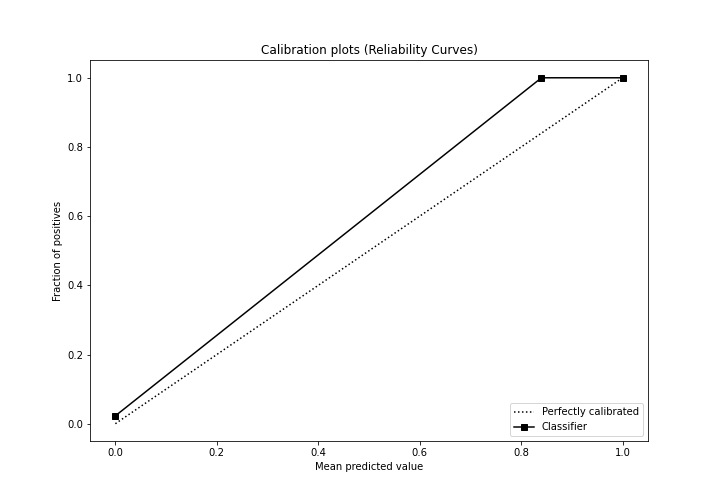 Calibration plots (Reliability Curves)
Fraction of positives
1.0
0.8
0.6
0.4
0.2
0.0
0.0 0.2 0.4 0.6 0.8 1.0
Mean predicted value
Perfectly calibrated
Classifier